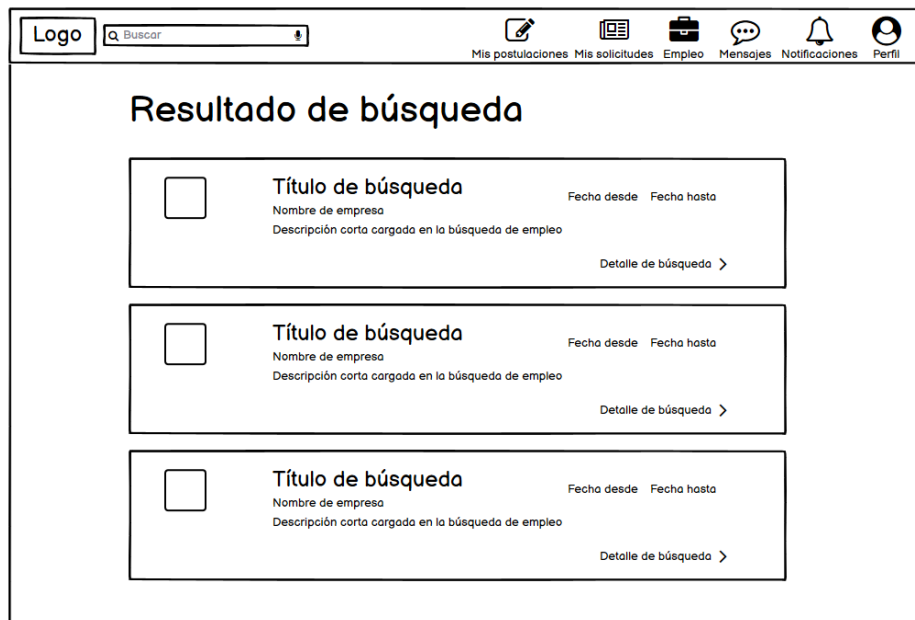 Logo
Buscar
Mis postulaciones Mis solicitudes Empleo Mensajes Notificaciones Perfil
Resultado de búsqueda
Título de búsqueda
Fecha desde Fecha hasta
Nombre de empresa
Descripción corta cargada en la búsqueda de empleo
Detalle de búsqueda
Título de búsqueda
Fecha desde Fecha hasta
Nombre de empresa
Descripción corta cargada en la búsqueda de empleo
Detalle de búsqueda
Título de búsqueda
Fecha desde Fecha hasta
Nombre de empresa
Descripción corta cargada en la búsqueda de empleo
Detalle de búsqueda